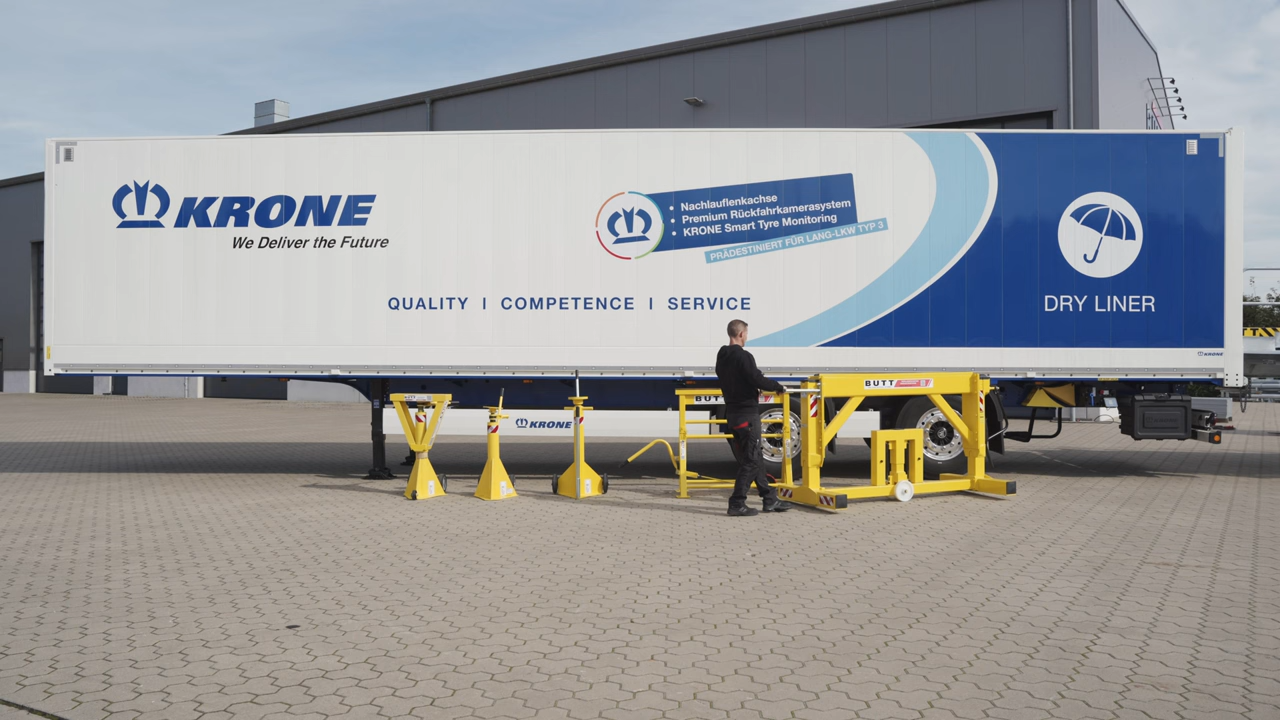 KRONE
We Deliver the Future
• Nachlauflenkachse
• Premium Rückfahrkamerasystem
• KRONE Smart Tyre Monitoring
PRÄDESTINIERT FÜR LANG-LKW TYP 3
QUALITY | COMPETENCE | SERVICE
DRY LINER
KRONE
BUTT
BUTT
KRONE